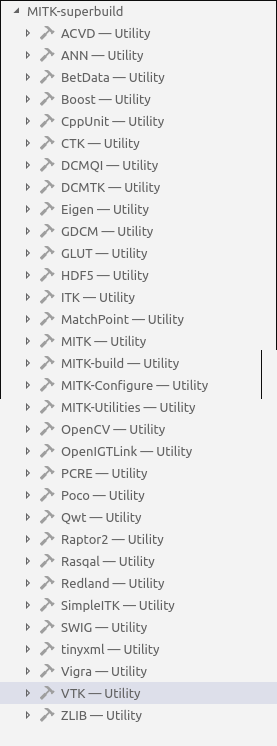 MITK-superbuild
ACVD — Utility
ANN — Utility
BetData — Utility
Boost — Utility
CppUnit — Utility
CTK — Utility
DCMQI — Utility
DCMTK — Utility
Eigen — Utility
GDCM — Utility
GLUT — Utility
HDF5 — Utility
ITK — Utility
MatchPoint — Utility
MITK — Utility
MITK-build — Utility
MITK-Configure — Utility
MITK-Utilities — Utility
OpenCV — Utility
OpenIGTLink — Utility
PCRE — Utility
Poco — Utility
Qwt — Utility
Raptor2 — Utility
Rasqal — Utility
Redland — Utility
SimpleITK — Utility
SWIG — Utility
tinyxml — Utility
Vigra — Utility
VTK — Utility
ZLIB — Utility